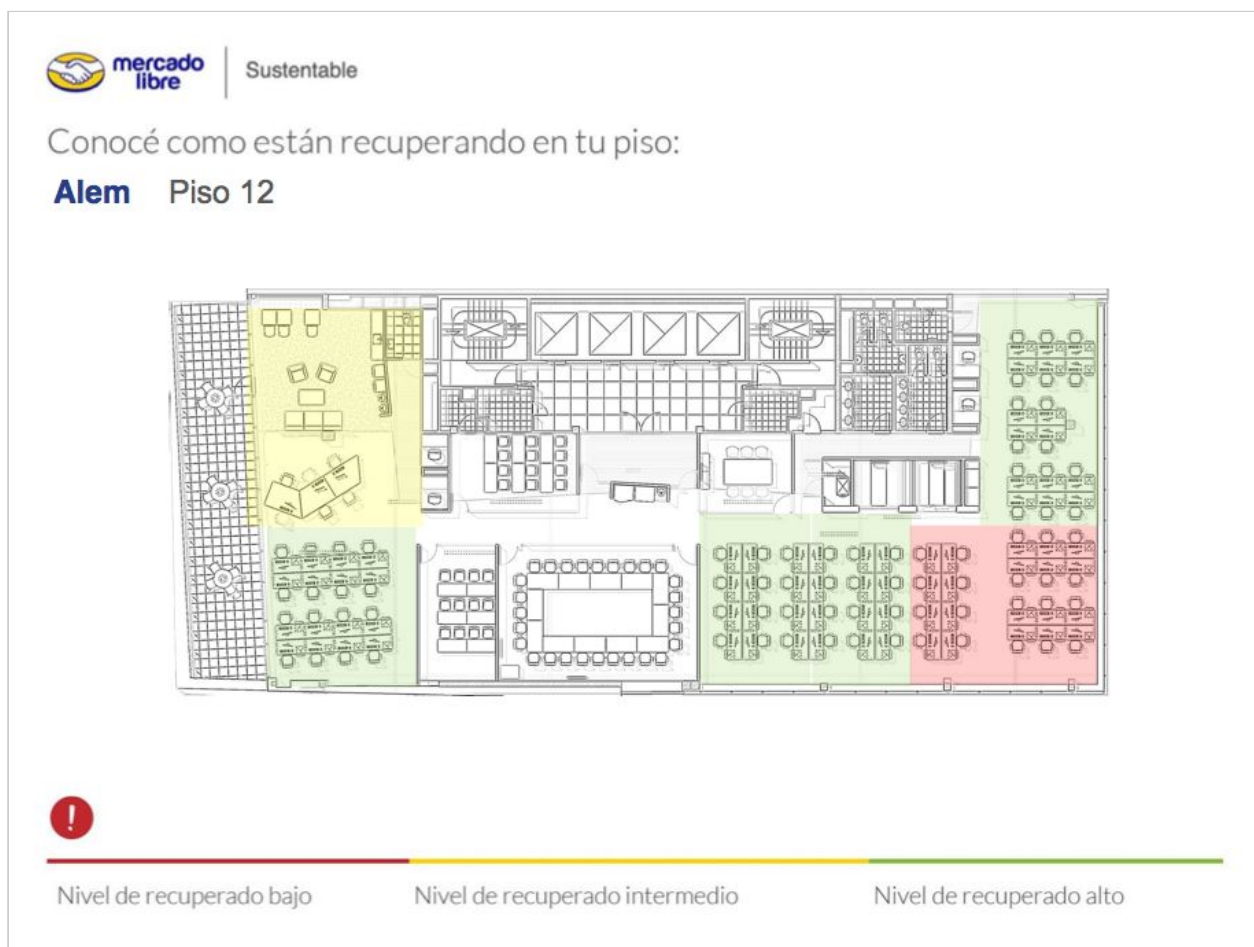 mercado
libre
Sustentable
Conocé como están recuperando en tu piso:
Alem Piso 12
!
Nivel de recuperado bajo
Nivel de recuperado intermedio
Nivel de recuperado alto